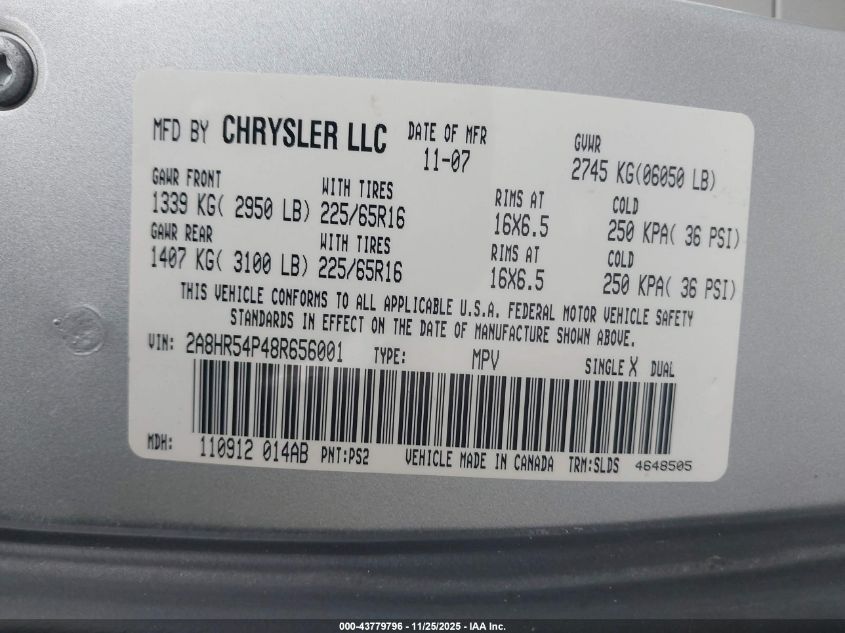 MFD BY CHRYSLER LLC DATE OF MFR 11-07 GVWR 2745 KG(06050 LB)
GAWR FRONT WITH TIRES RIMS AT COLD
1339 KG( 2950 LB) 225/65R16 16X6.5 250 KPA( 36 PSI)
GAWR REAR WITH TIRES RIMS AT COLD
1407 KG( 3100 LB) 225/65R16 16X6.5 250 KPA( 36 PSI)
THIS VEHICLE CONFORMS TO ALL APPLICABLE U.S.A. FEDERAL MOTOR VEHICLE SAFETY
STANDARDS IN EFFECT ON THE DATE OF MANUFACTURE SHOWN ABOVE.
VIN: 2A8HR54P48R656001 TYPE: MPV SINGLE X DUAL
MDH: 110912 014AB PNT:PS2 VEHICLE MADE IN CANADA TRM:SLDS 4648505
000-43779796 - 11/25/2025 - IAA Inc.